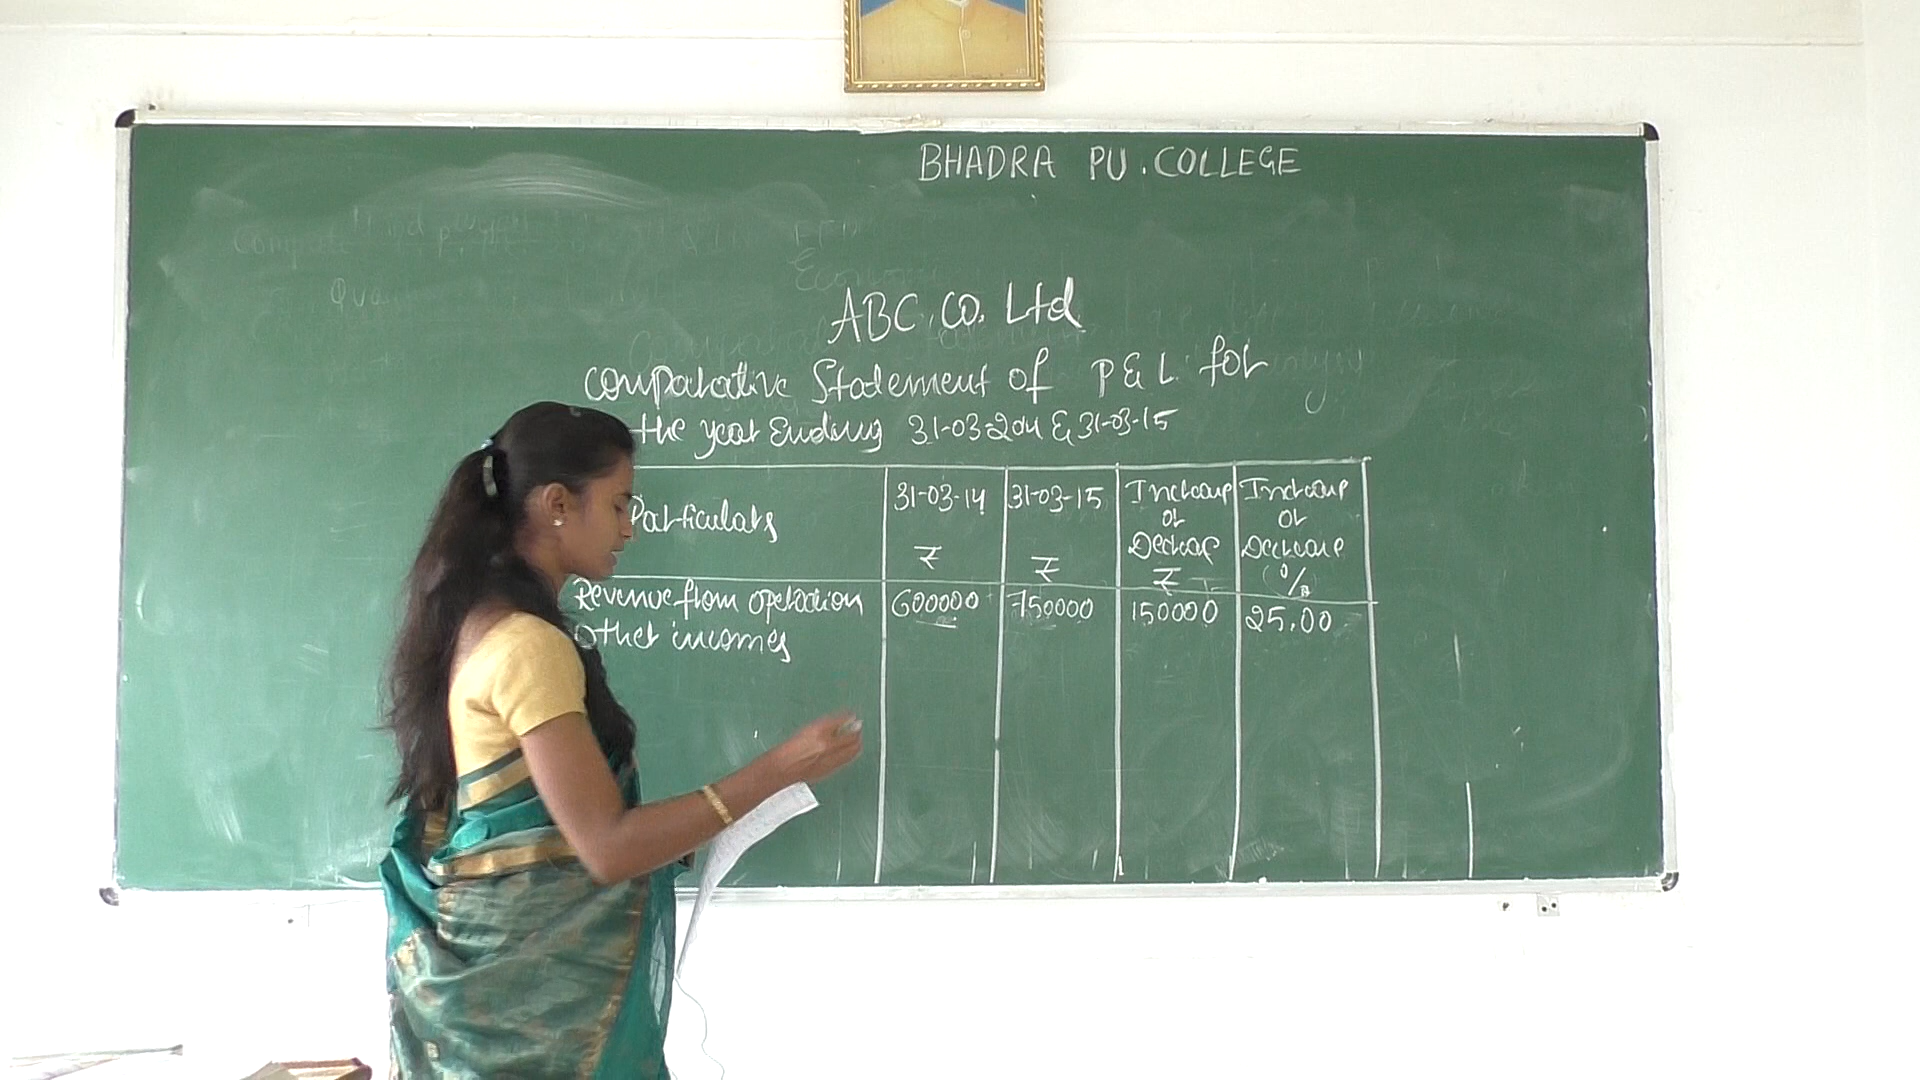 BHADRA PU. COLLEGE
ABC. CO. Ltd
Comparative Statement of P & L for
the year Ending 31-03-2014 & 31-03-15
Particulars 31-03-14 31-03-15 Increase Increase
or or
Decrease Decrease
₹ ₹ ₹ %
Revenue from operation 600000 750000 150000 25.00
Other incomes